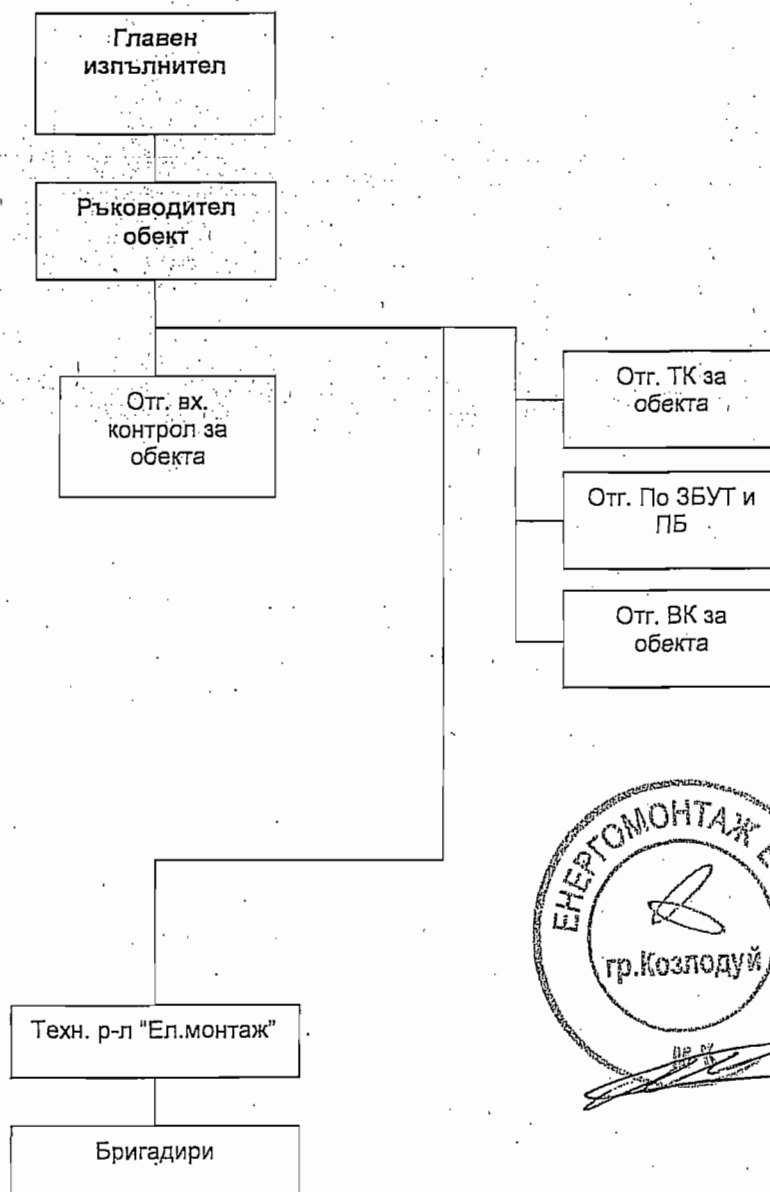 Главен
изпълнител
Ръководител
обект
Отг. вх.
контрол за
обекта
Отг. ТК за
обекта
Отг. По ЗБУТ и
ПБ
Отг. ВК за
обекта
ЕНЕРГОМОНТАЖ
гр.Козлодуй
Техн. р-л "Ел.монтаж"
Бригадири